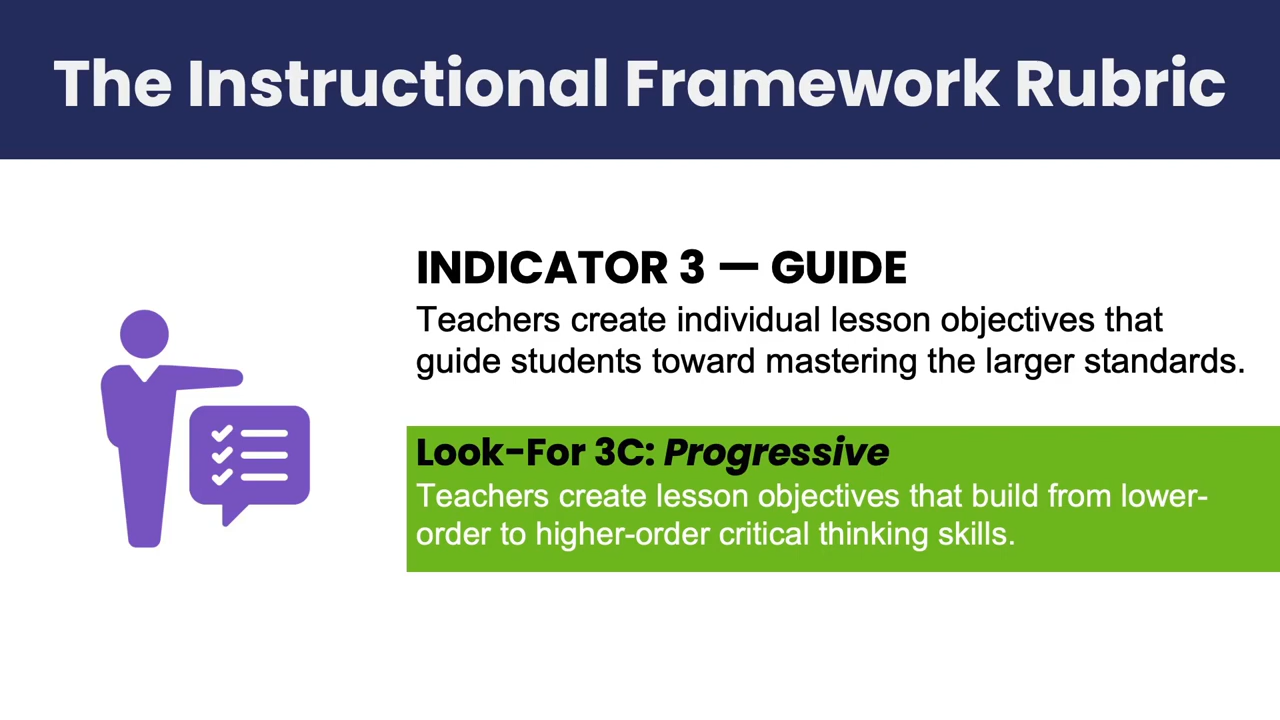 The Instructional Framework Rubric
INDICATOR 3 — GUIDE
Teachers create individual lesson objectives that
guide students toward mastering the larger standards.
Look-For 3C: Progressive
Teachers create lesson objectives that build from lower-
order to higher-order critical thinking skills.